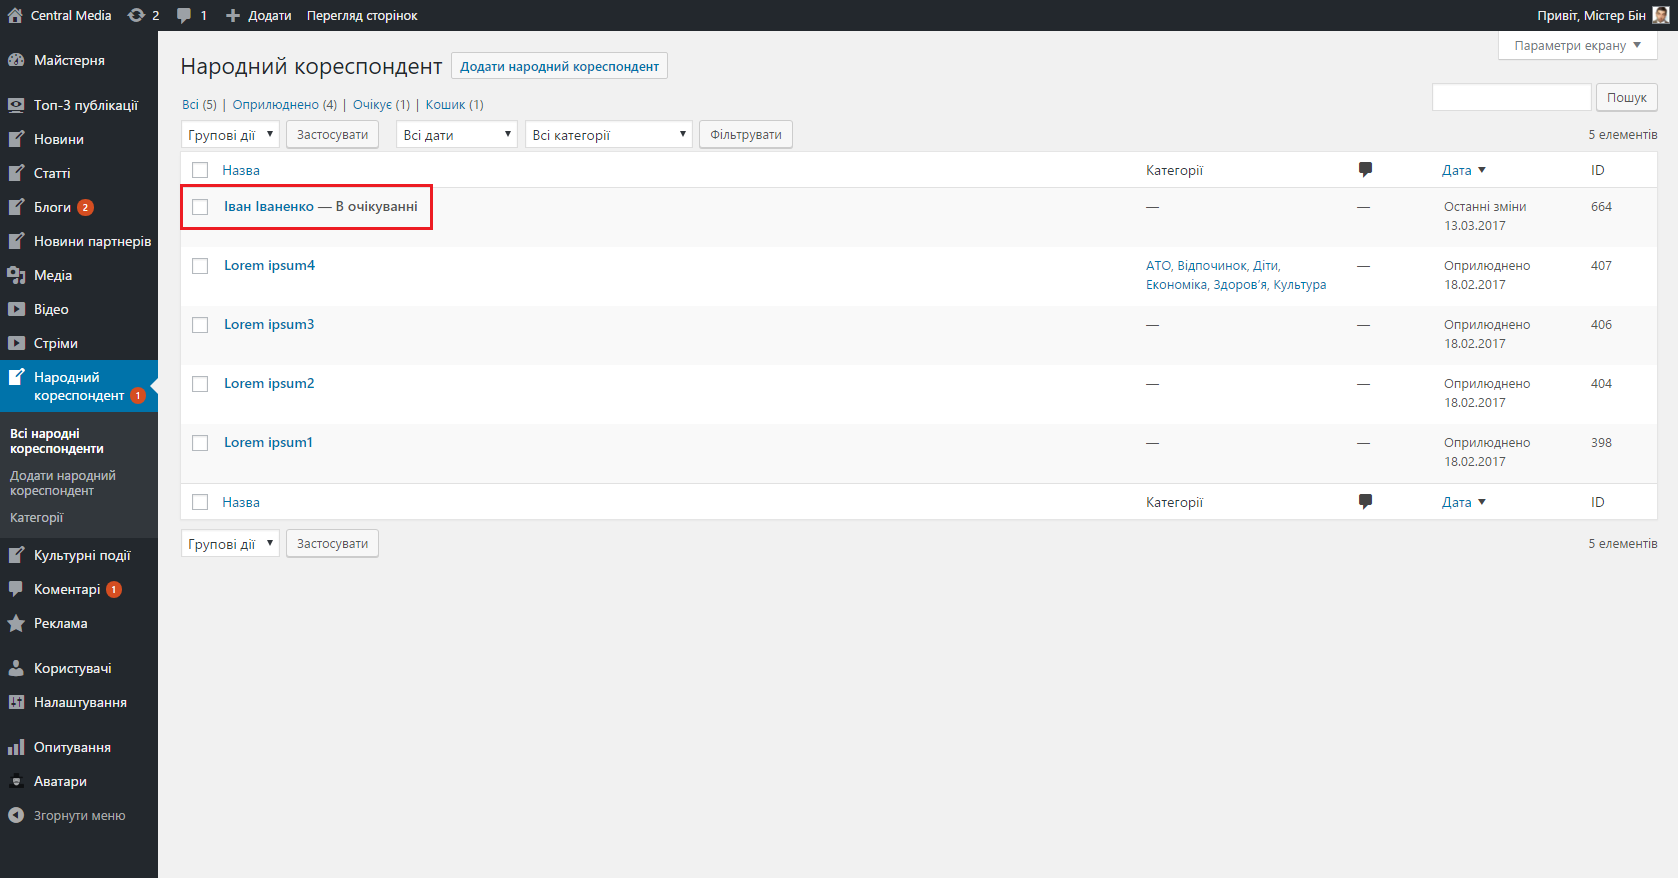 Central Media 2 1 Додати Перегляд сторінок Привіт, Містер Бін
Параметри екрану
Майстерня
Топ-3 публікації
Новини
Статті
Блоги 2
Новини партнерів
Медіа
Відео
Стріми
Народний
кореспондент 1
Всі народні
кореспонденти
Додати народний
кореспондент
Категорії
Культурні події
Коментарі 1
Реклама
Користувачі
Налаштування
Опитування
Аватари
Згорнути меню
Народний кореспондент Додати народний кореспондент
Всі (5) | Оприлюднено (4) | Очікує (1) | Кошик (1)
Пошук
Групові дії Застосувати Всі дати Всі категорії Фільтрувати 5 елементів
Назва Категорії Дата ID
Іван Іваненко — В очікуванні — — Останні зміни 664
13.03.2017
Lorem ipsum4 АТО, Відпочинок, Діти, — Оприлюднено 407
Економіка, Здоров'я, Культура 18.02.2017
Lorem ipsum3 — — Оприлюднено 406
18.02.2017
Lorem ipsum2 — — Оприлюднено 404
18.02.2017
Lorem ipsum1 — — Оприлюднено 398
18.02.2017
Назва Категорії Дата ID
Групові дії Застосувати 5 елементів